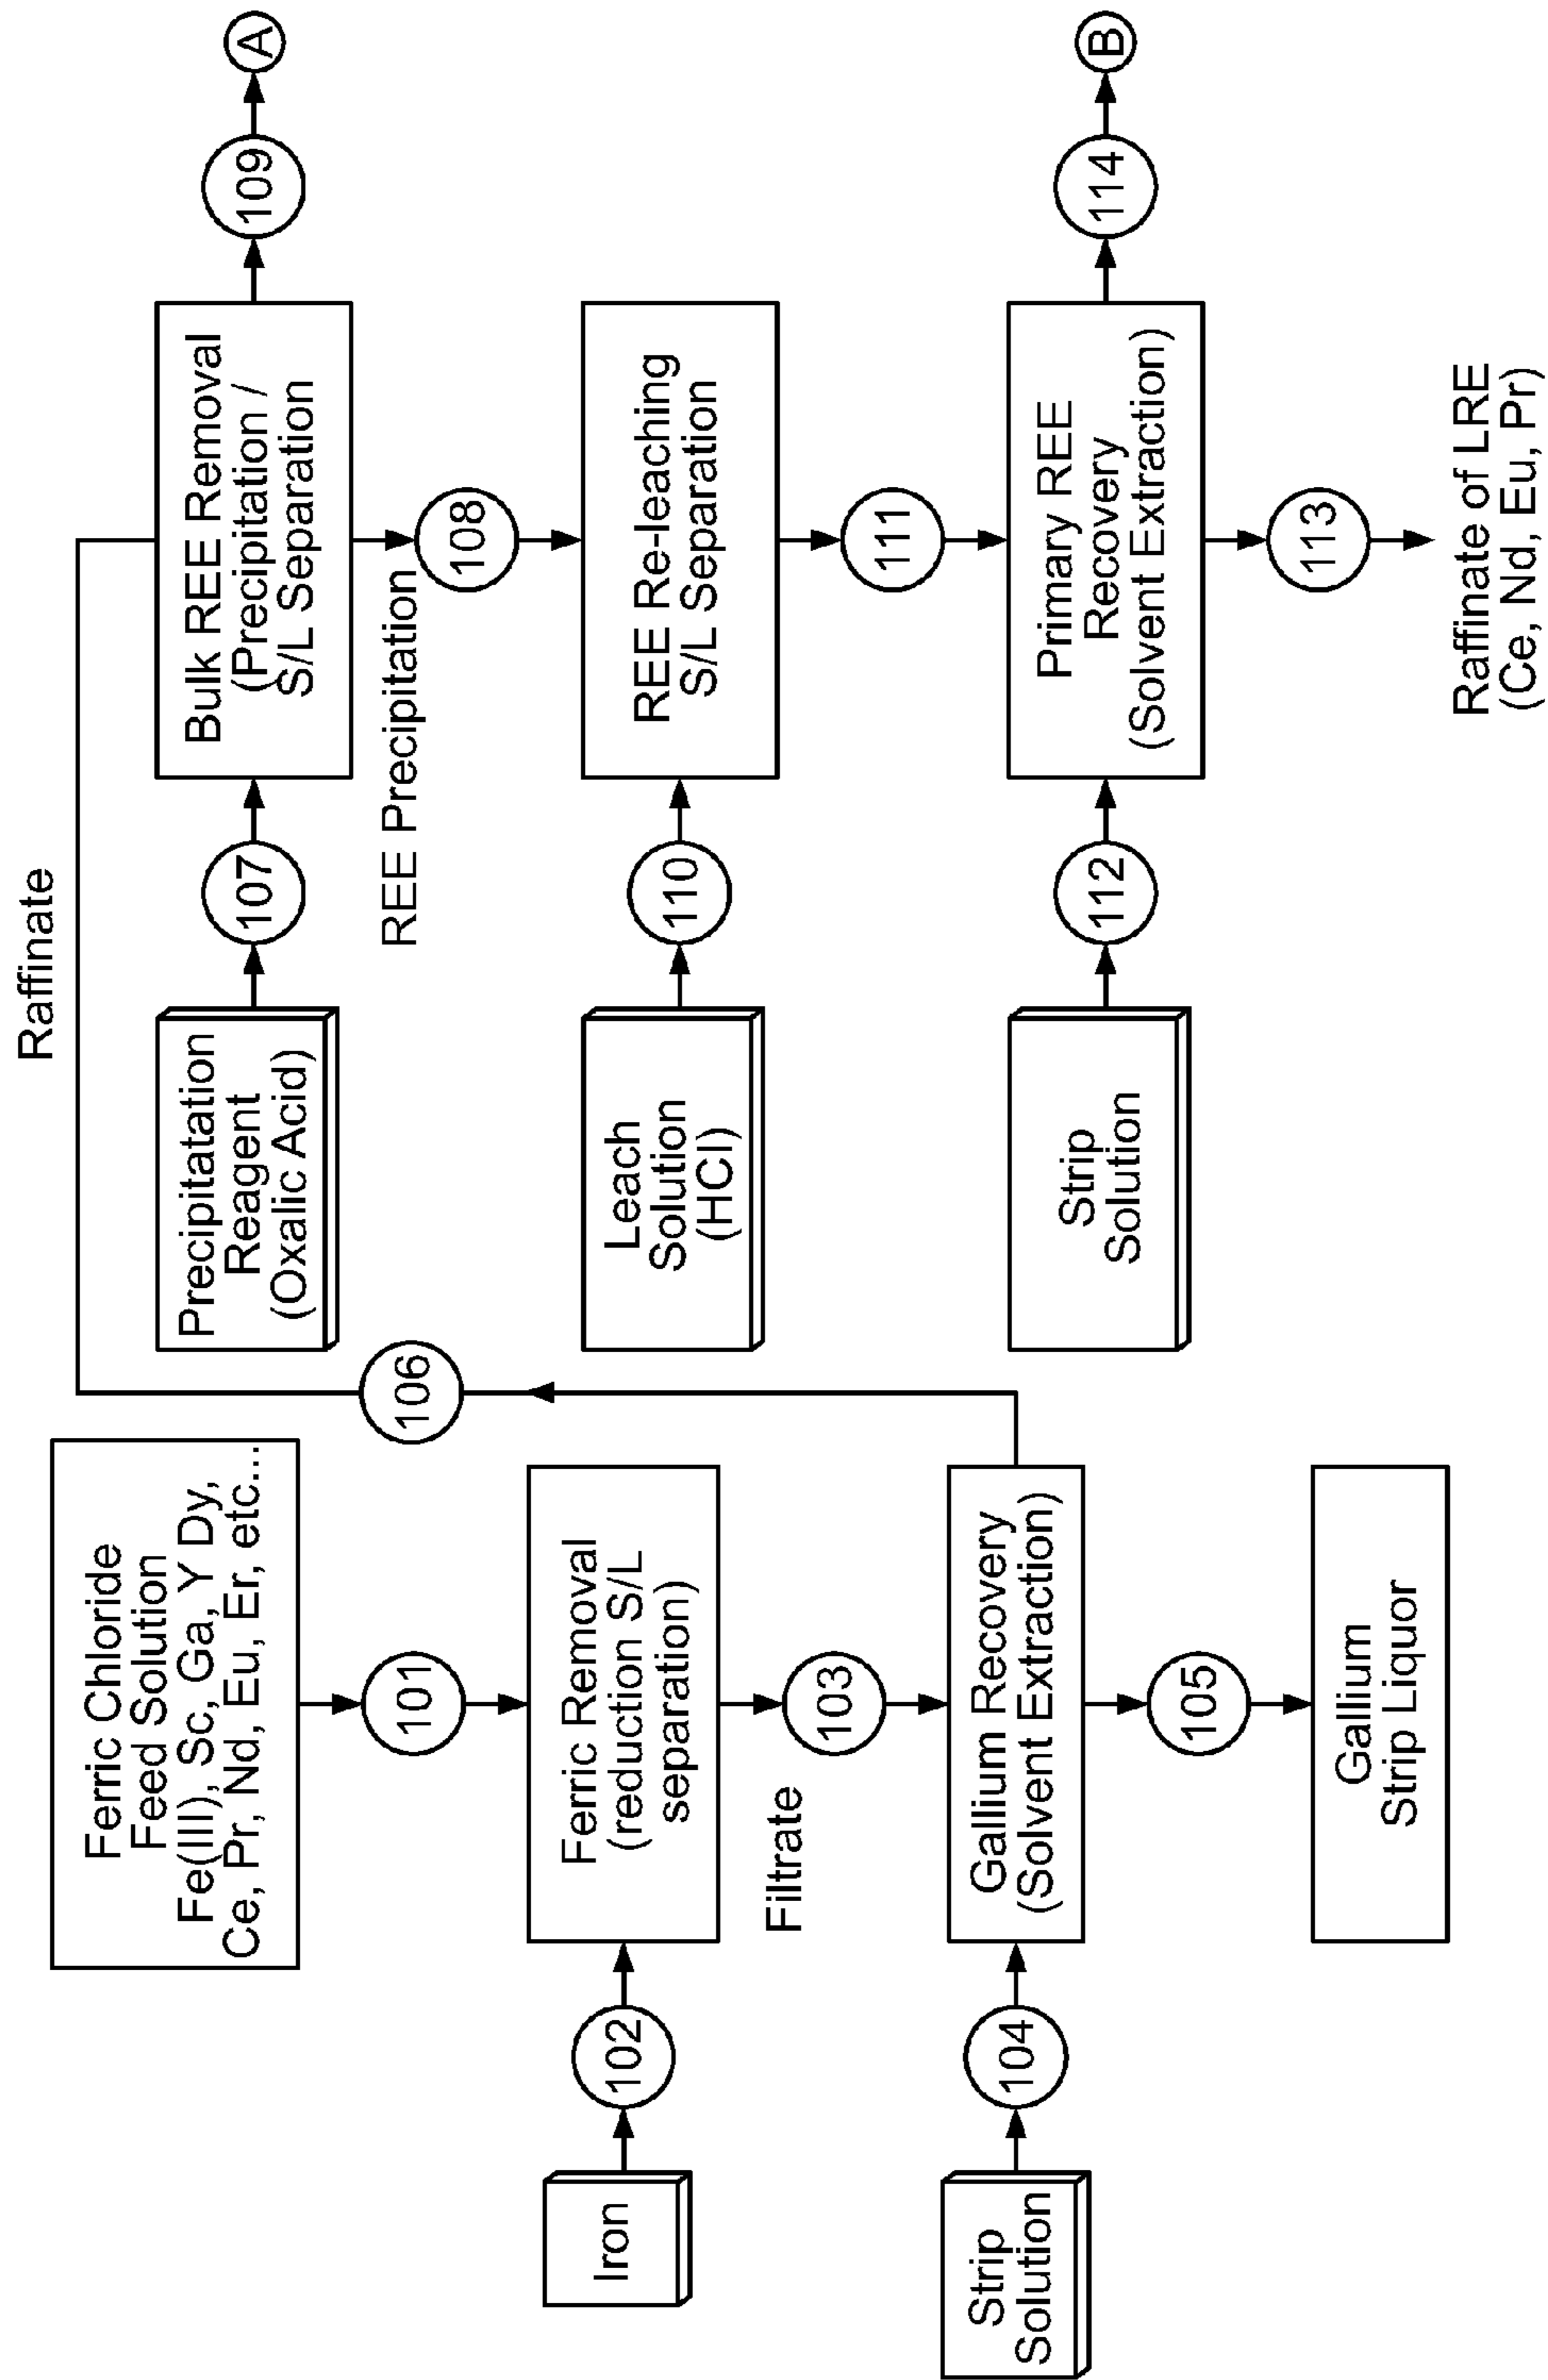 Ferric Chloride
Feed Solution
Fe(III), Sc, Ga, Y Dy,
Ce, Pr, Nd, Eu, Er, etc...
101
Iron
102
Ferric Removal
(reduction S/L
separation)
Filtrate
103
Strip
Solution
104
Gallium Recovery
(Solvent Extraction)
105
Gallium
Strip Liquor
106
Raffinate
Precipitatation
Reagent
(Oxalic Acid)
107
Bulk REE Removal
(Precipitation /
S/L Separation
109
A
REE Precipitation
108
Leach
Solution
(HCl)
110
REE Re-leaching
S/L Separation
111
Strip
Solution
112
Primary REE
Recovery
(Solvent Extraction)
114
B
113
Raffinate of LRE
(Ce, Nd, Eu, Pr)